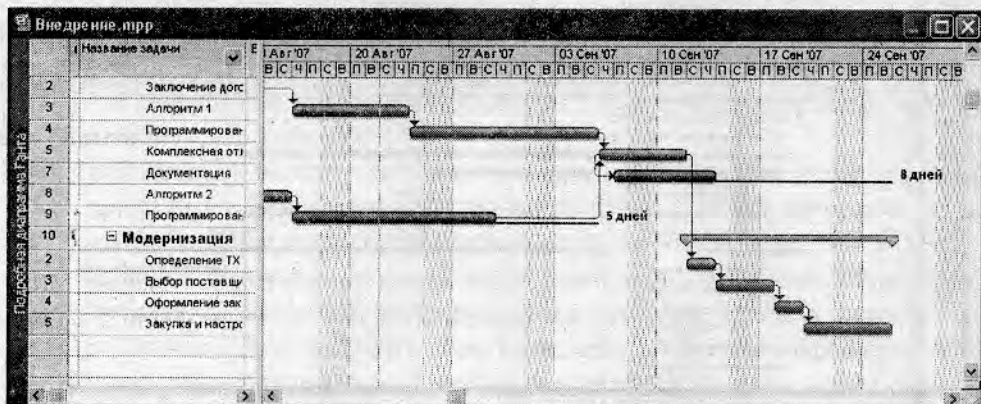 Внедрение.mpp
Название задачи
Авг '07 20 Авг '07 27 Авг '07 03 Сен '07 10 Сен '07 17 Сен '07 24 Сен '07
В С Ч П С В П В С Ч П С В П В С Ч П С В П В С Ч П С В П В С Ч П С В П В С Ч П С В П В С Ч П С В
2 Заключение дого
3 Алгоритм 1
4 Программирован
5 Комплексная отл
7 Документация 8 дней
8 Алгоритм 2
9 Программирован 5 дней
10 Модернизация
2 Определение ТХ
3 Выбор поставщи
4 Оформление зак
5 Закупка и настро
Подробная диаграмма Ганта